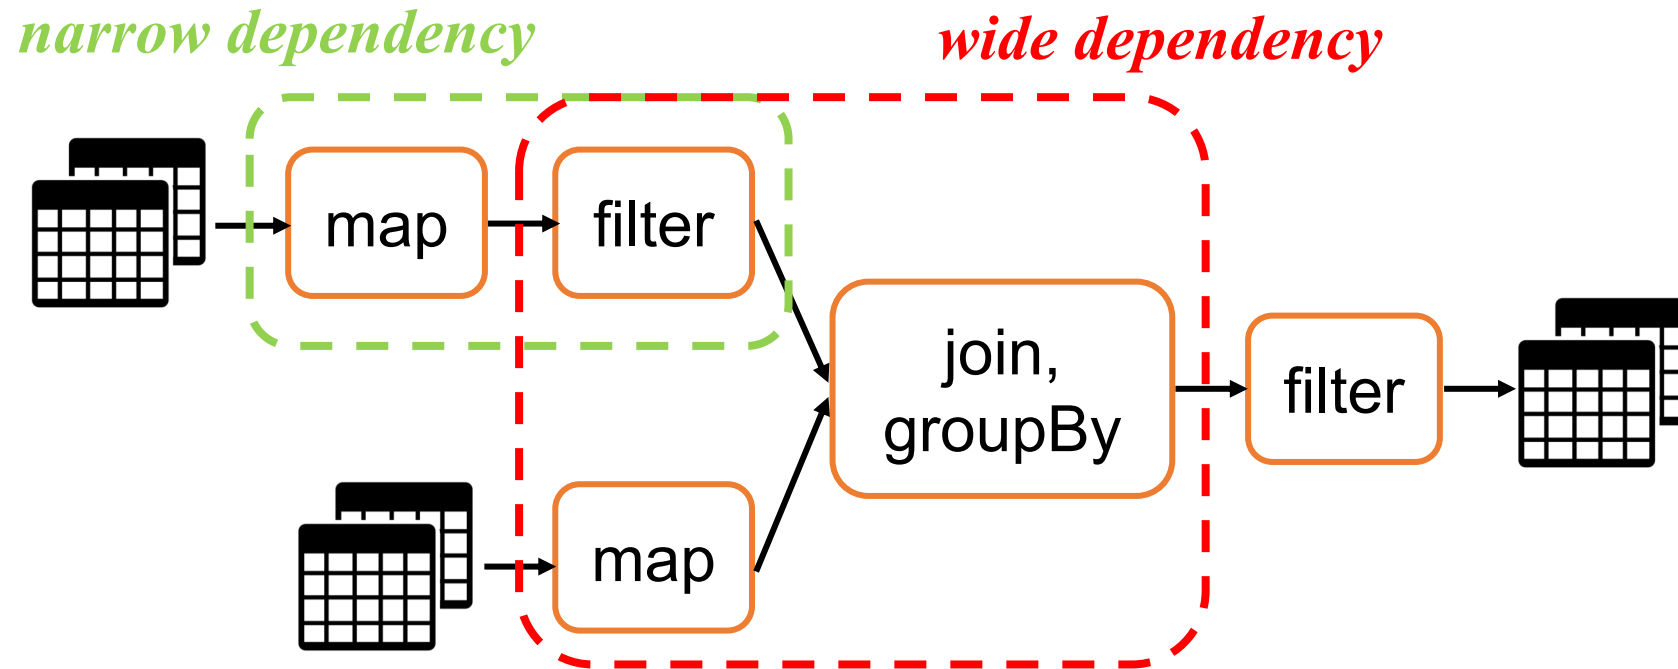 narrow dependency
wide dependency
map
filter
join,
groupBy
filter
map